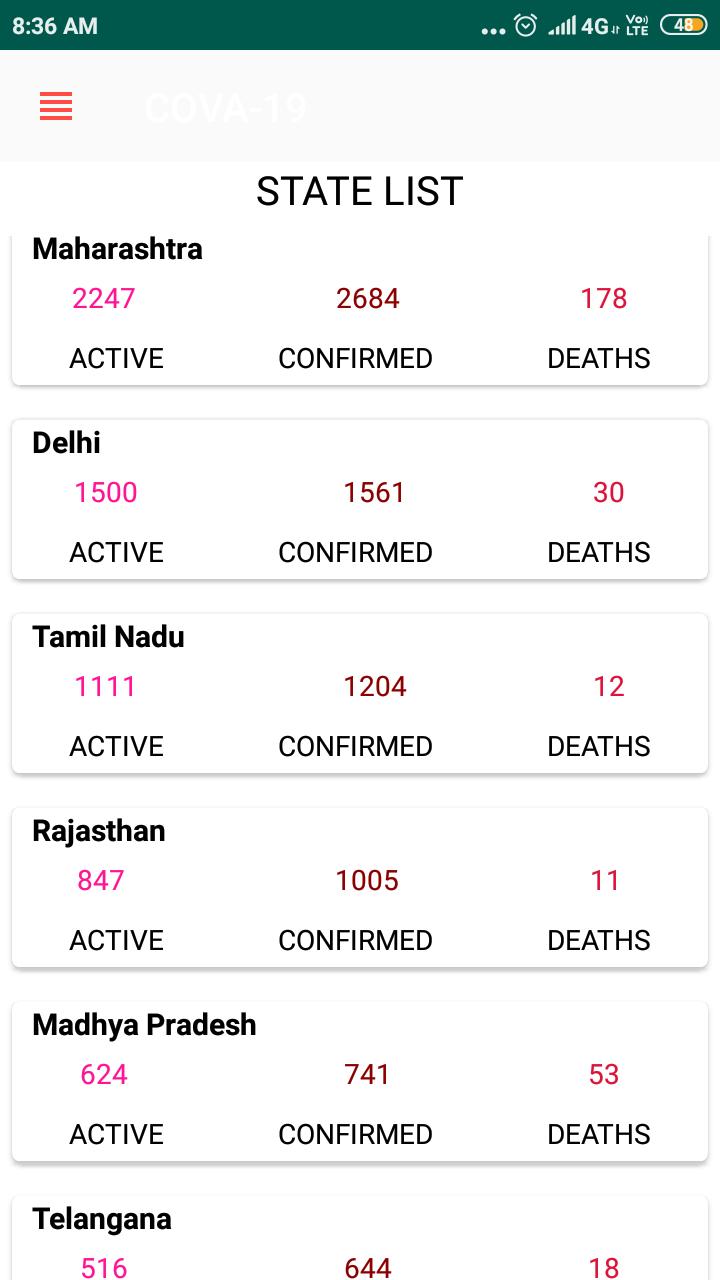 8:36 AM ... 4G Vo)) LTE 48
COVA-19
STATE LIST
Maharashtra
2247 2684 178
ACTIVE CONFIRMED DEATHS
Delhi
1500 1561 30
ACTIVE CONFIRMED DEATHS
Tamil Nadu
1111 1204 12
ACTIVE CONFIRMED DEATHS
Rajasthan
847 1005 11
ACTIVE CONFIRMED DEATHS
Madhya Pradesh
624 741 53
ACTIVE CONFIRMED DEATHS
Telangana
516 644 18